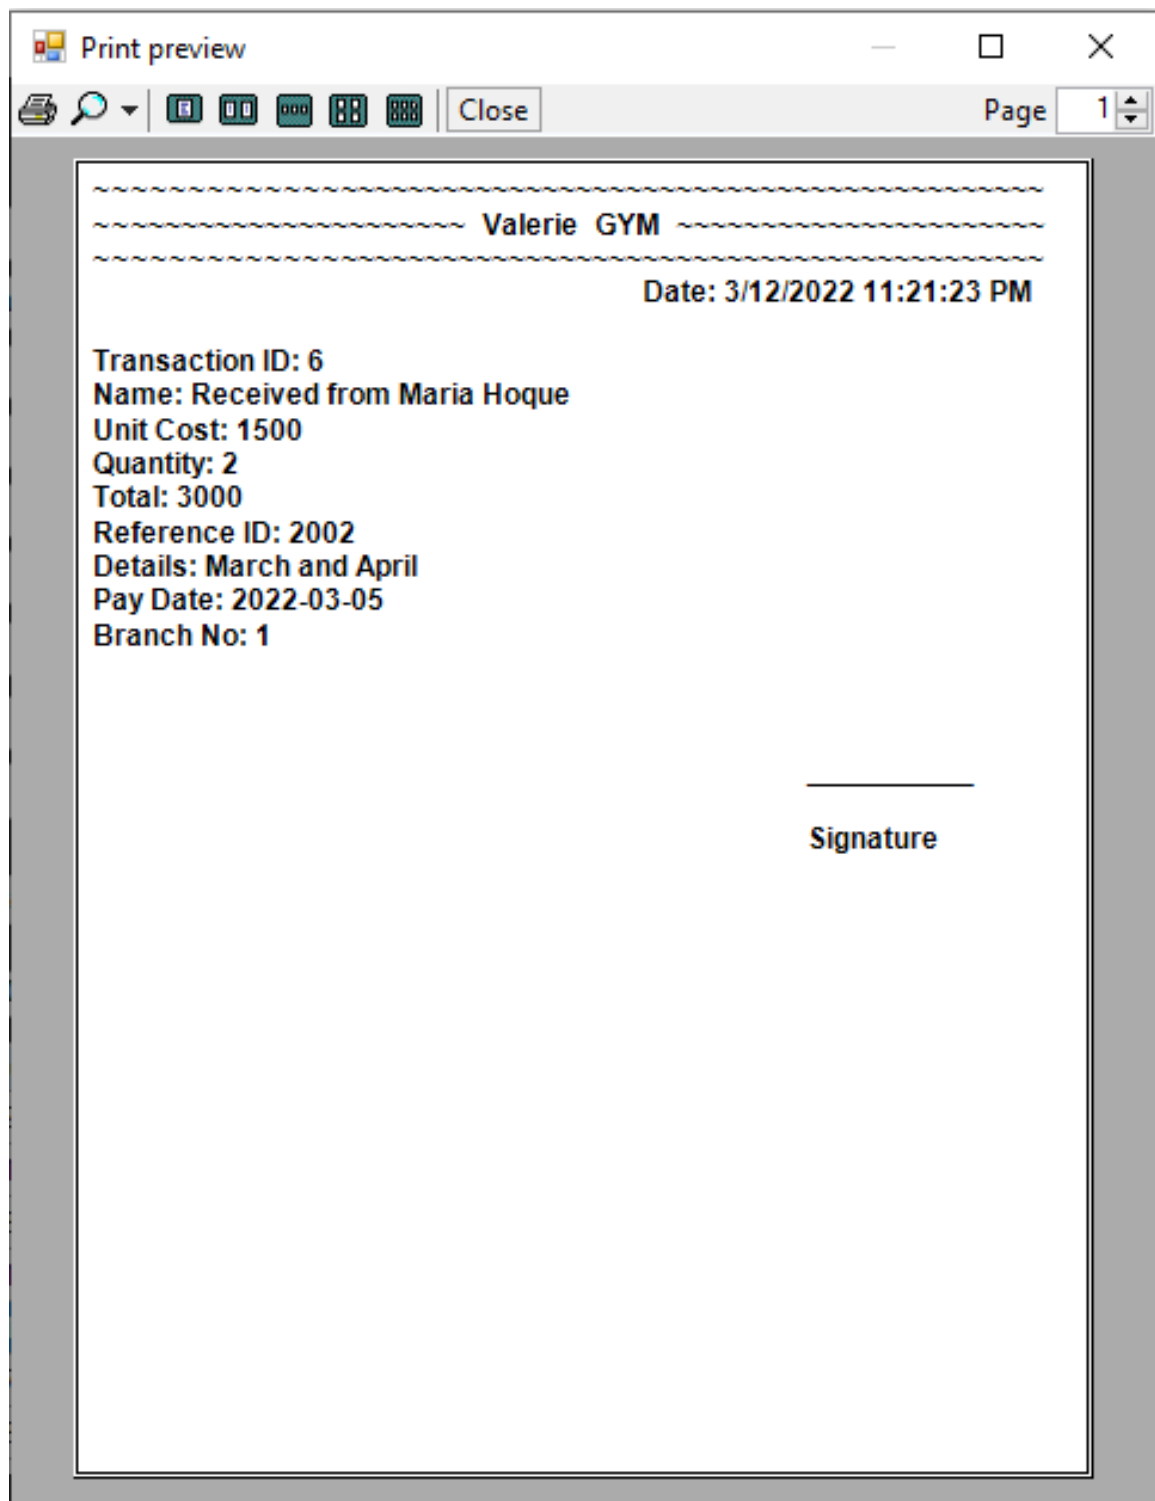 Print preview
Close
Page 1
~~~~~~~~~~~~~~~~~~~~~~~~~~~~~~~~~~~~~~~~~~~~~~~~~~~~~~
~~~~~~~~~~~~~~~~~~~~~ Valerie  GYM ~~~~~~~~~~~~~~~~~~~~~
~~~~~~~~~~~~~~~~~~~~~~~~~~~~~~~~~~~~~~~~~~~~~~~~~~~~~~
Date: 3/12/2022 11:21:23 PM
Transaction ID: 6
Name: Received from Maria Hoque
Unit Cost: 1500
Quantity: 2
Total: 3000
Reference ID: 2002
Details: March and April
Pay Date: 2022-03-05
Branch No: 1
Signature